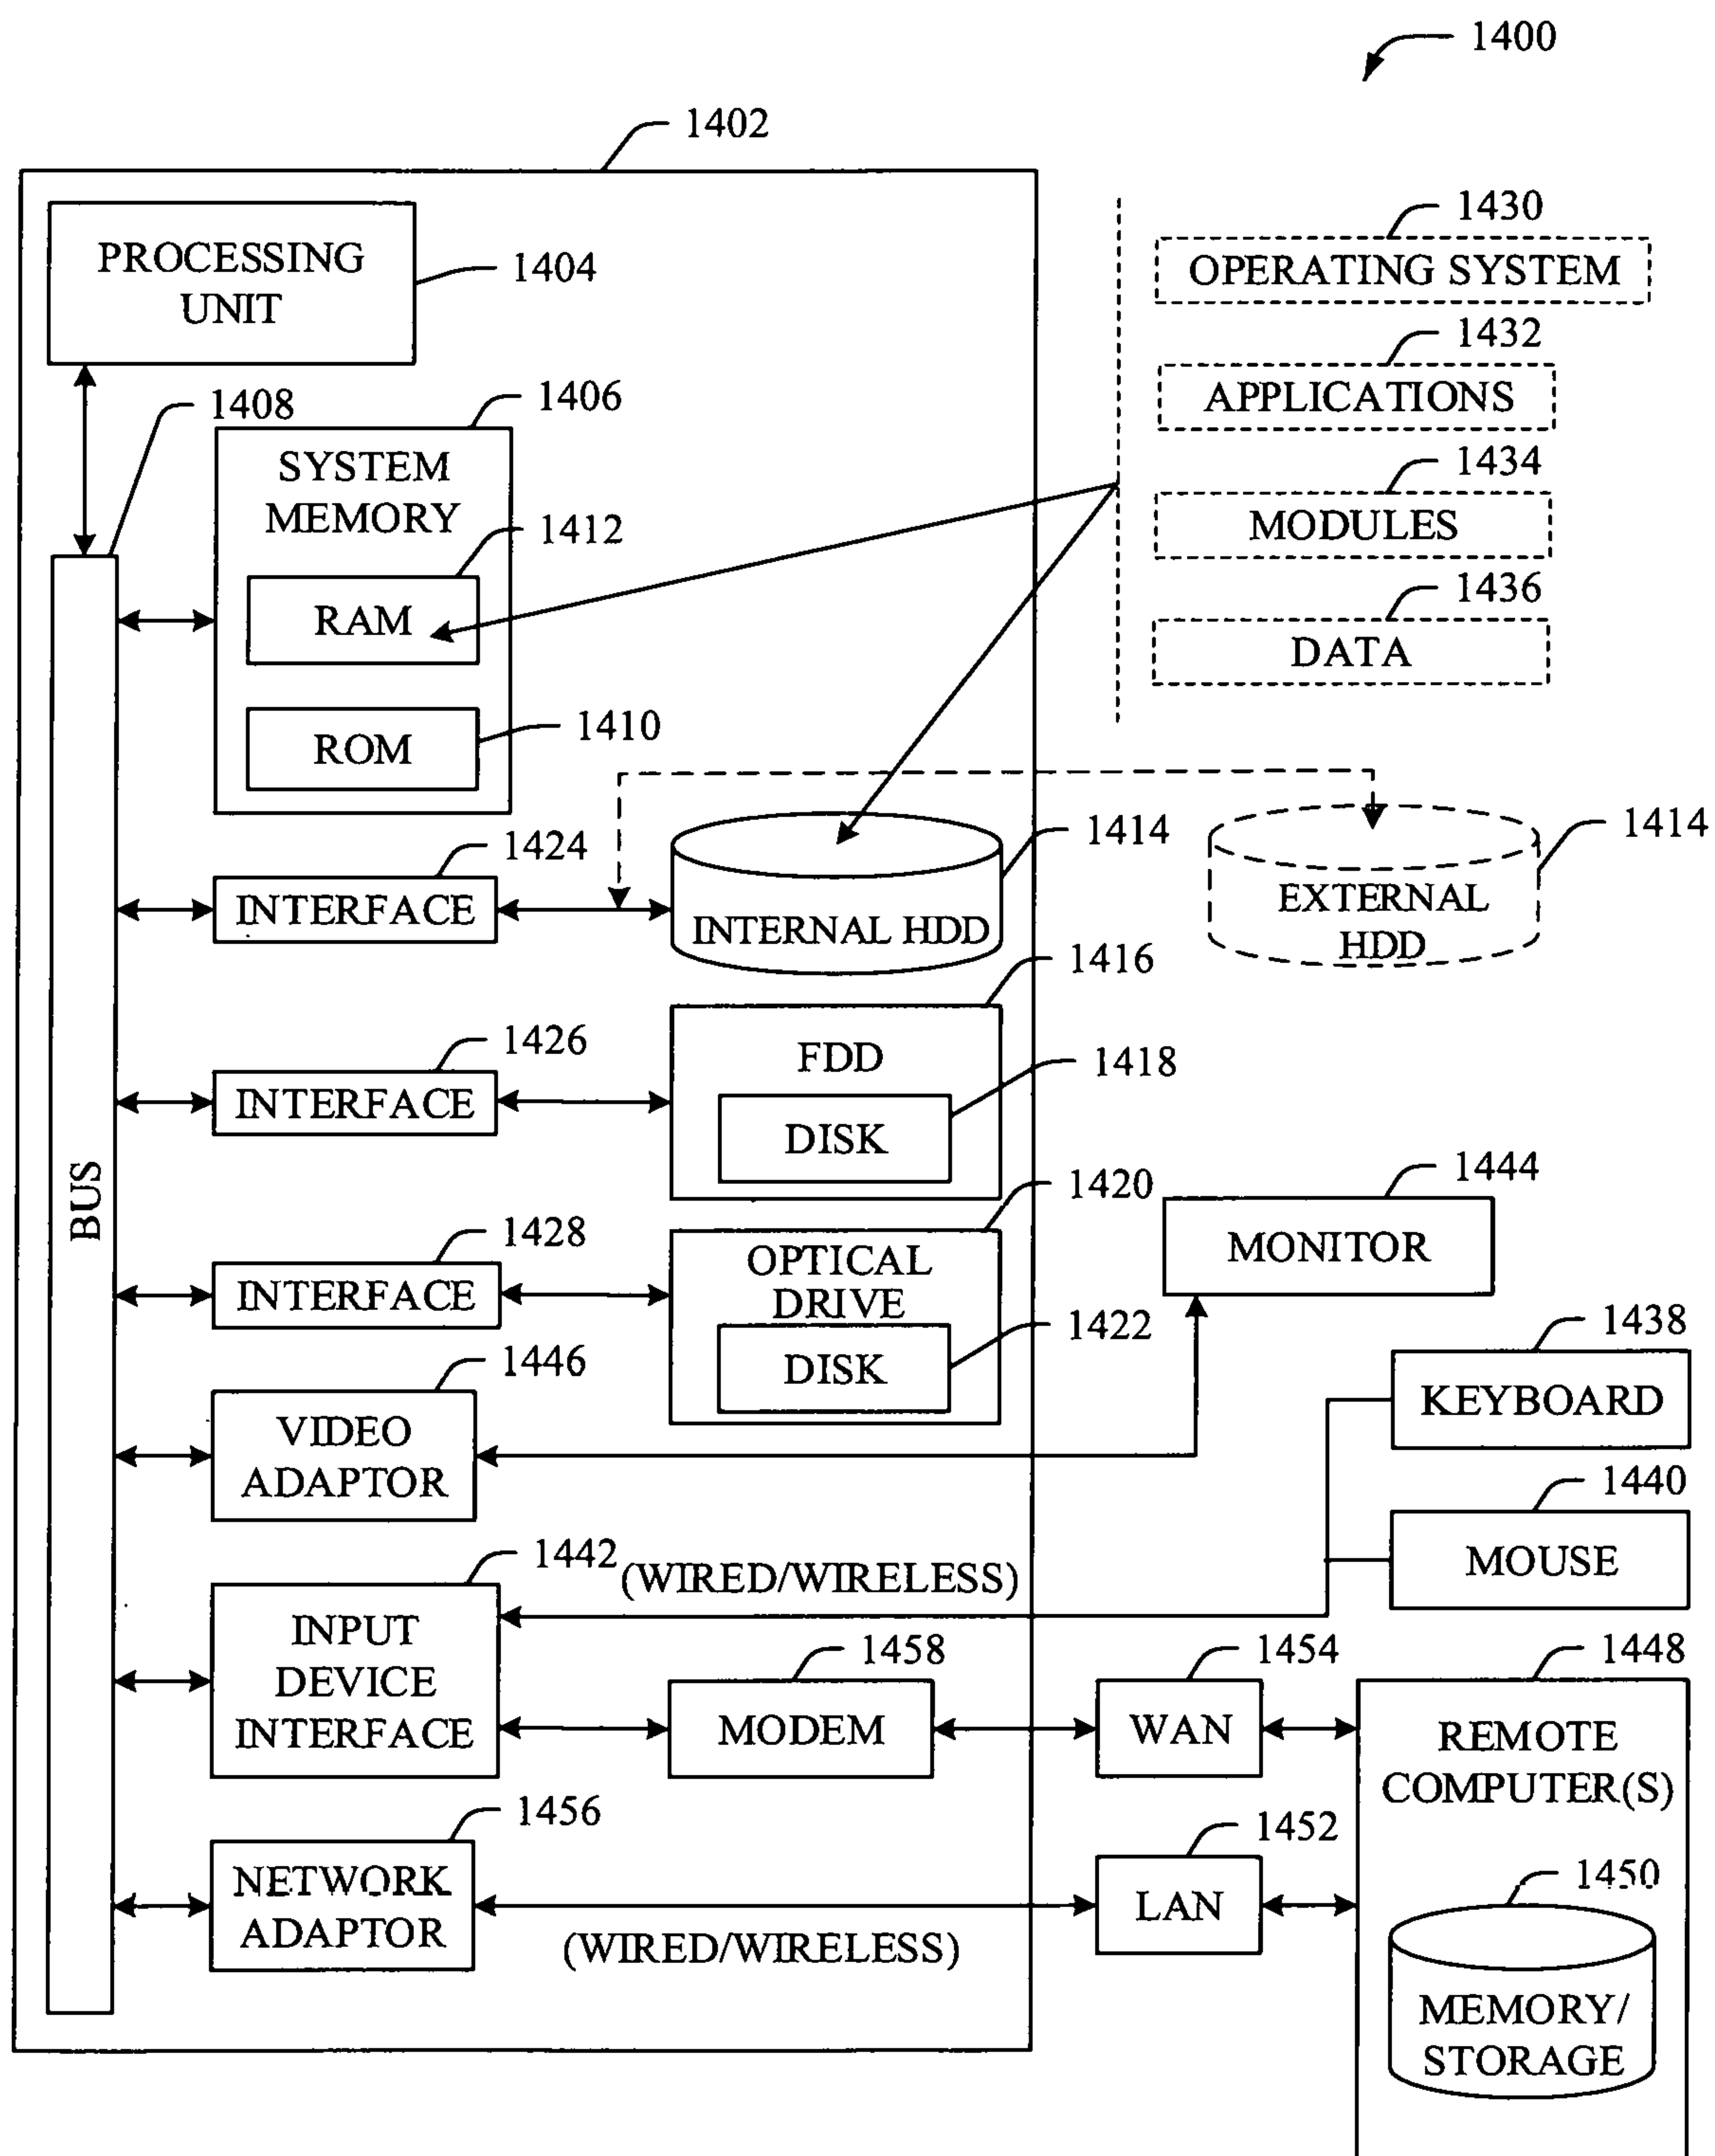 1400
1402
PROCESSING
UNIT
1404
1430
OPERATING SYSTEM
1432
APPLICATIONS
1434
MODULES
1436
DATA
1408
1406
SYSTEM
MEMORY
1412
RAM
1410
ROM
BUS
1424
INTERFACE
1414
INTERNAL HDD
1414
EXTERNAL
HDD
1426
INTERFACE
1416
FDD
1418
DISK
1428
INTERFACE
1420
OPTICAL
DRIVE
1422
DISK
1444
MONITOR
1446
VIDEO
ADAPTOR
1438
KEYBOARD
1440
MOUSE
1442
(WIRED/WIRELESS)
INPUT
DEVICE
INTERFACE
1458
MODEM
1454
WAN
1448
REMOTE
COMPUTER(S)
1456
NETWORK
ADAPTOR
(WIRED/WIRELESS)
1452
LAN
1450
MEMORY/
STORAGE